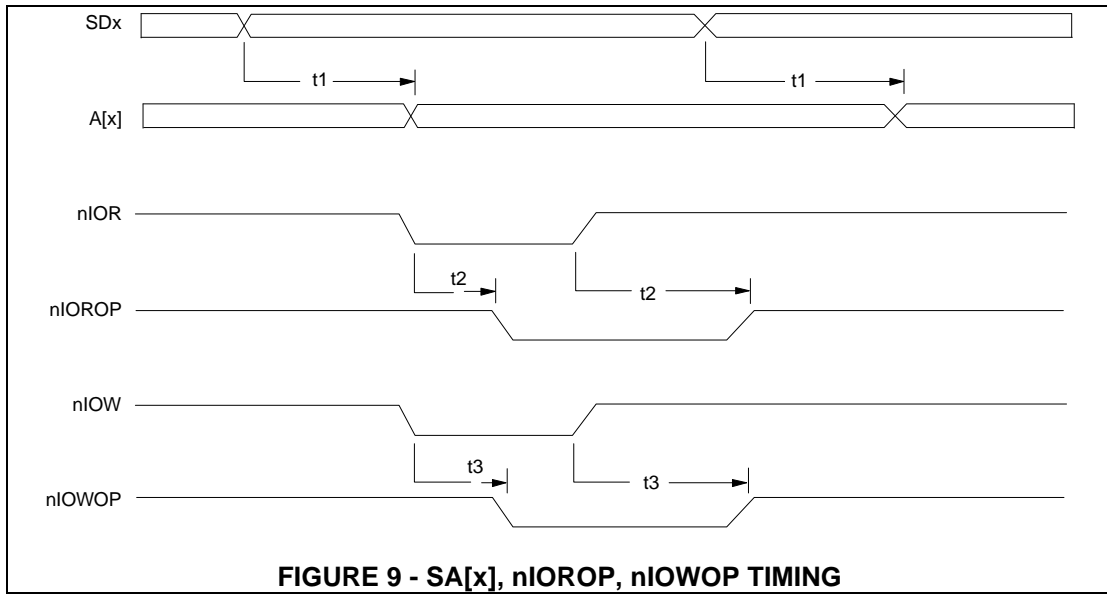 SDx
t1
t1
A[x]
nIOR
t2
t2
nIOROP
nIOW
t3
t3
nIOWOP
FIGURE 9 - SA[x], nIOROP, nIOWOP TIMING